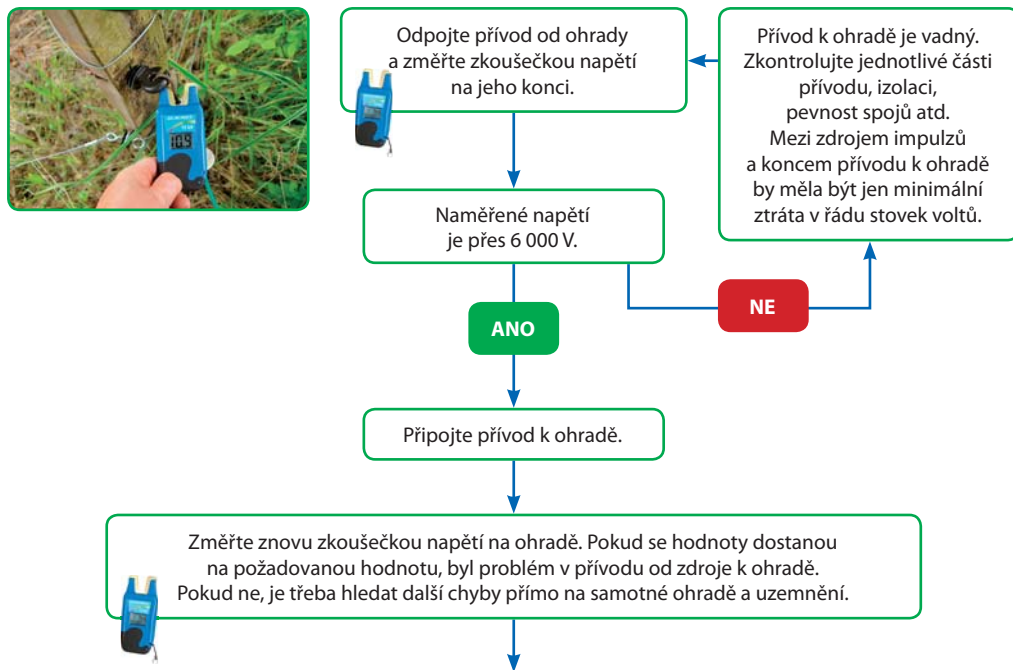 Odpojte přívod od ohrady
a změřte zkoušečkou napětí
na jeho konci.
Přívod k ohradě je vadný.
Zkontrolujte jednotlivé části
přívodu, izolaci,
pevnost spojů atd.
Mezi zdrojem impulzů
a koncem přívodu k ohradě
by měla být jen minimální
ztráta v řádu stovek voltů.
10.9
Naměřené napětí
je přes 6 000 V.
NE
ANO
Připojte přívod k ohradě.
Změřte znovu zkoušečkou napětí na ohradě. Pokud se hodnoty dostanou
na požadovanou hodnotu, byl problém v přívodu od zdroje k ohradě.
Pokud ne, je třeba hledat další chyby přímo na samotné ohradě a uzemnění.